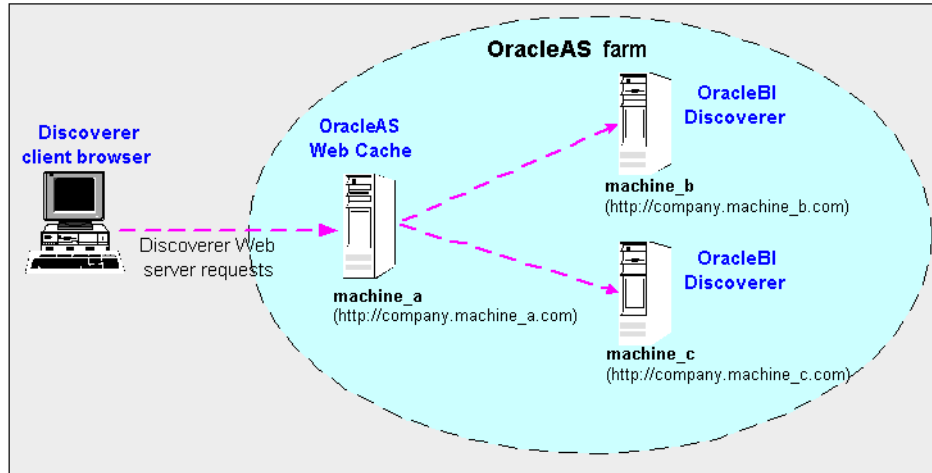 OracleAS farm
Discoverer
client browser
Discoverer Web
server requests
OracleAS
Web Cache
machine_a
(http://company.machine_a.com)
OracleBI
Discoverer
machine_b
(http://company.machine_b.com)
OracleBI
Discoverer
machine_c
(http://company.machine_c.com)